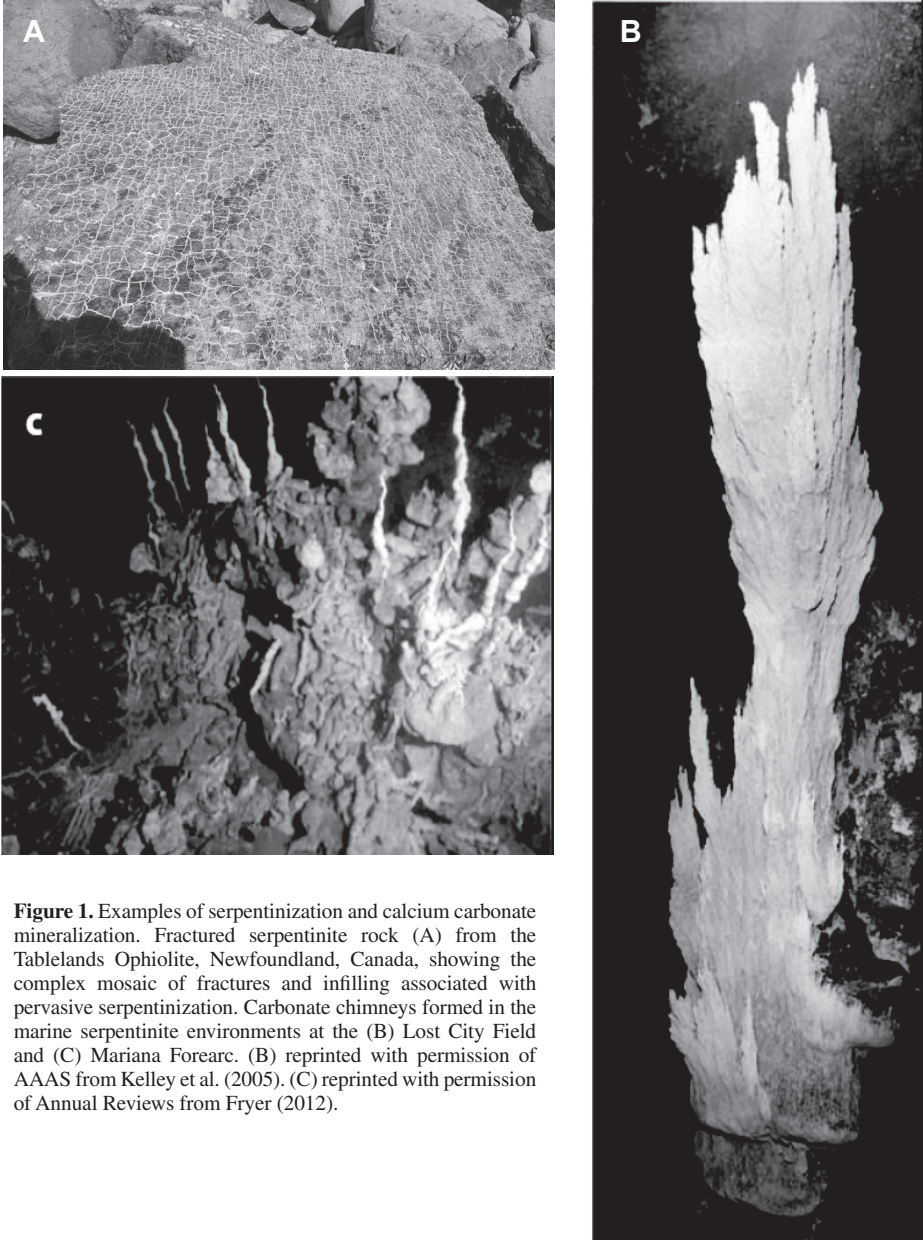 A
B
C
Figure 1. Examples of serpentinization and calcium carbonate
mineralization. Fractured serpentinite rock (A) from the
Tablelands Ophiolite, Newfoundland, Canada, showing the
complex mosaic of fractures and infilling associated with
pervasive serpentinization. Carbonate chimneys formed in the
marine serpentinite environments at the (B) Lost City Field
and (C) Mariana Forearc. (B) reprinted with permission of
AAAS from Kelley et al. (2005). (C) reprinted with permission
of Annual Reviews from Fryer (2012).